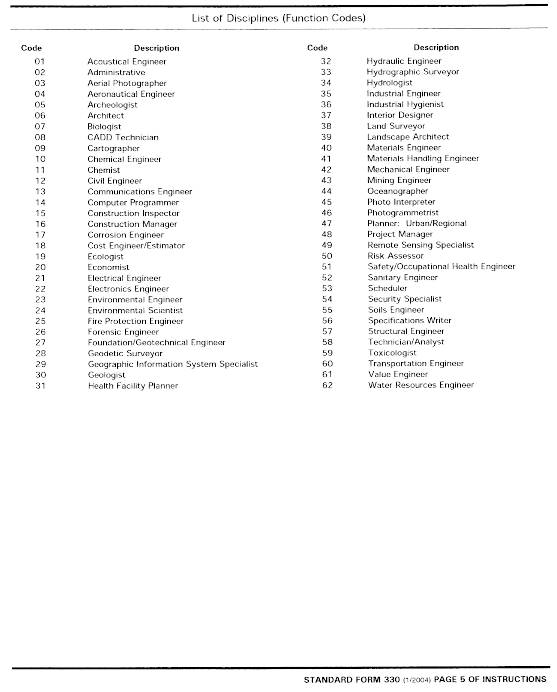 List of Disciplines (Function Codes)
Code Description
01 Acoustical Engineer
02 Administrative
03 Aerial Photographer
04 Aeronautical Engineer
05 Archeologist
06 Architect
07 Biologist
08 CADD Technician
09 Cartographer
10 Chemical Engineer
11 Chemist
12 Civil Engineer
13 Communications Engineer
14 Computer Programmer
15 Construction Inspector
16 Construction Manager
17 Corrosion Engineer
18 Cost Engineer/Estimator
19 Ecologist
20 Economist
21 Electrical Engineer
22 Electronics Engineer
23 Environmental Engineer
24 Environmental Scientist
25 Fire Protection Engineer
26 Forensic Engineer
27 Foundation/Geotechnical Engineer
28 Geodetic Surveyor
29 Geographic Information System Specialist
30 Geologist
31 Health Facility Planner
Code Description
32 Hydraulic Engineer
33 Hydrographic Surveyor
34 Hydrologist
35 Industrial Engineer
36 Industrial Hygienist
37 Interior Designer
38 Land Surveyor
39 Landscape Architect
40 Materials Engineer
41 Materials Handling Engineer
42 Mechanical Engineer
43 Mining Engineer
44 Oceanographer
45 Photo Interpreter
46 Photogrammetrist
47 Planner: Urban/Regional
48 Project Manager
49 Remote Sensing Specialist
50 Risk Assessor
51 Safety/Occupational Health Engineer
52 Sanitary Engineer
53 Scheduler
54 Security Specialist
55 Soils Engineer
56 Specifications Writer
57 Structural Engineer
58 Technician/Analyst
59 Toxicologist
60 Transportation Engineer
61 Value Engineer
62 Water Resources Engineer
STANDARD FORM 330 (1/2004) PAGE 5 OF INSTRUCTIONS